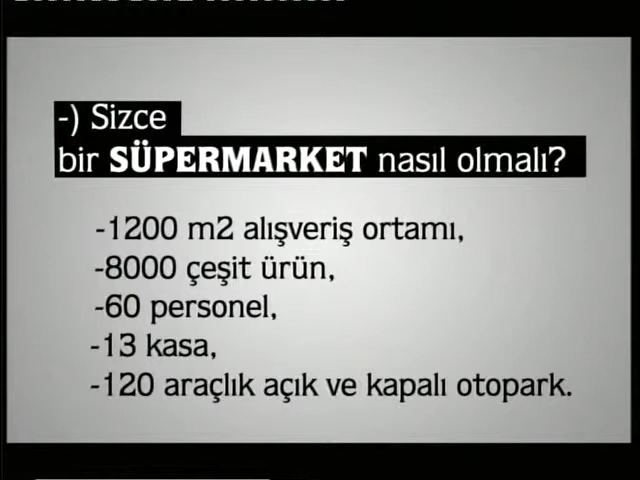 -) Sizce
bir SÜPERMARKET nasıl olmalı?
-1200 m2 alışveriş ortamı,
-8000 çeşit ürün,
-60 personel,
-13 kasa,
-120 araçlık açık ve kapalı otopark.